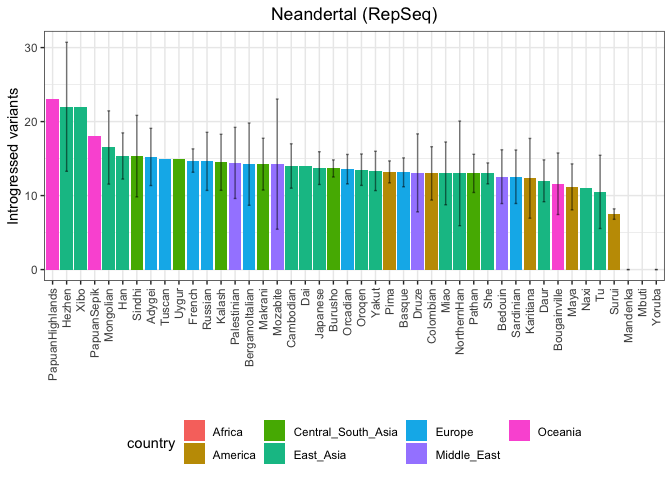 Neandertal (RepSeq)
Introgressed variants
30
20
10
0
PapuanHighlands
Hezhen
Xibo
PapuanSepik
Mongolian
Han
Sindhi
Adygei
Tuscan
Uygur
French
Russian
Kalash
Palestinian
BergamoItalian
Makrani
Mozabite
Cambodian
Dai
Japanese
Burusho
Orcadian
Oroqen
Yakut
Pima
Basque
Druze
Colombian
Miao
NorthernHan
Pathan
She
Bedouin
Sardinian
Karitiana
Daur
Bougainville
Maya
Naxi
Tu
Surui
Mandenka
Mbuti
Yoruba
country
Africa
Central_South_Asia
Europe
Oceania
America
East_Asia
Middle_East